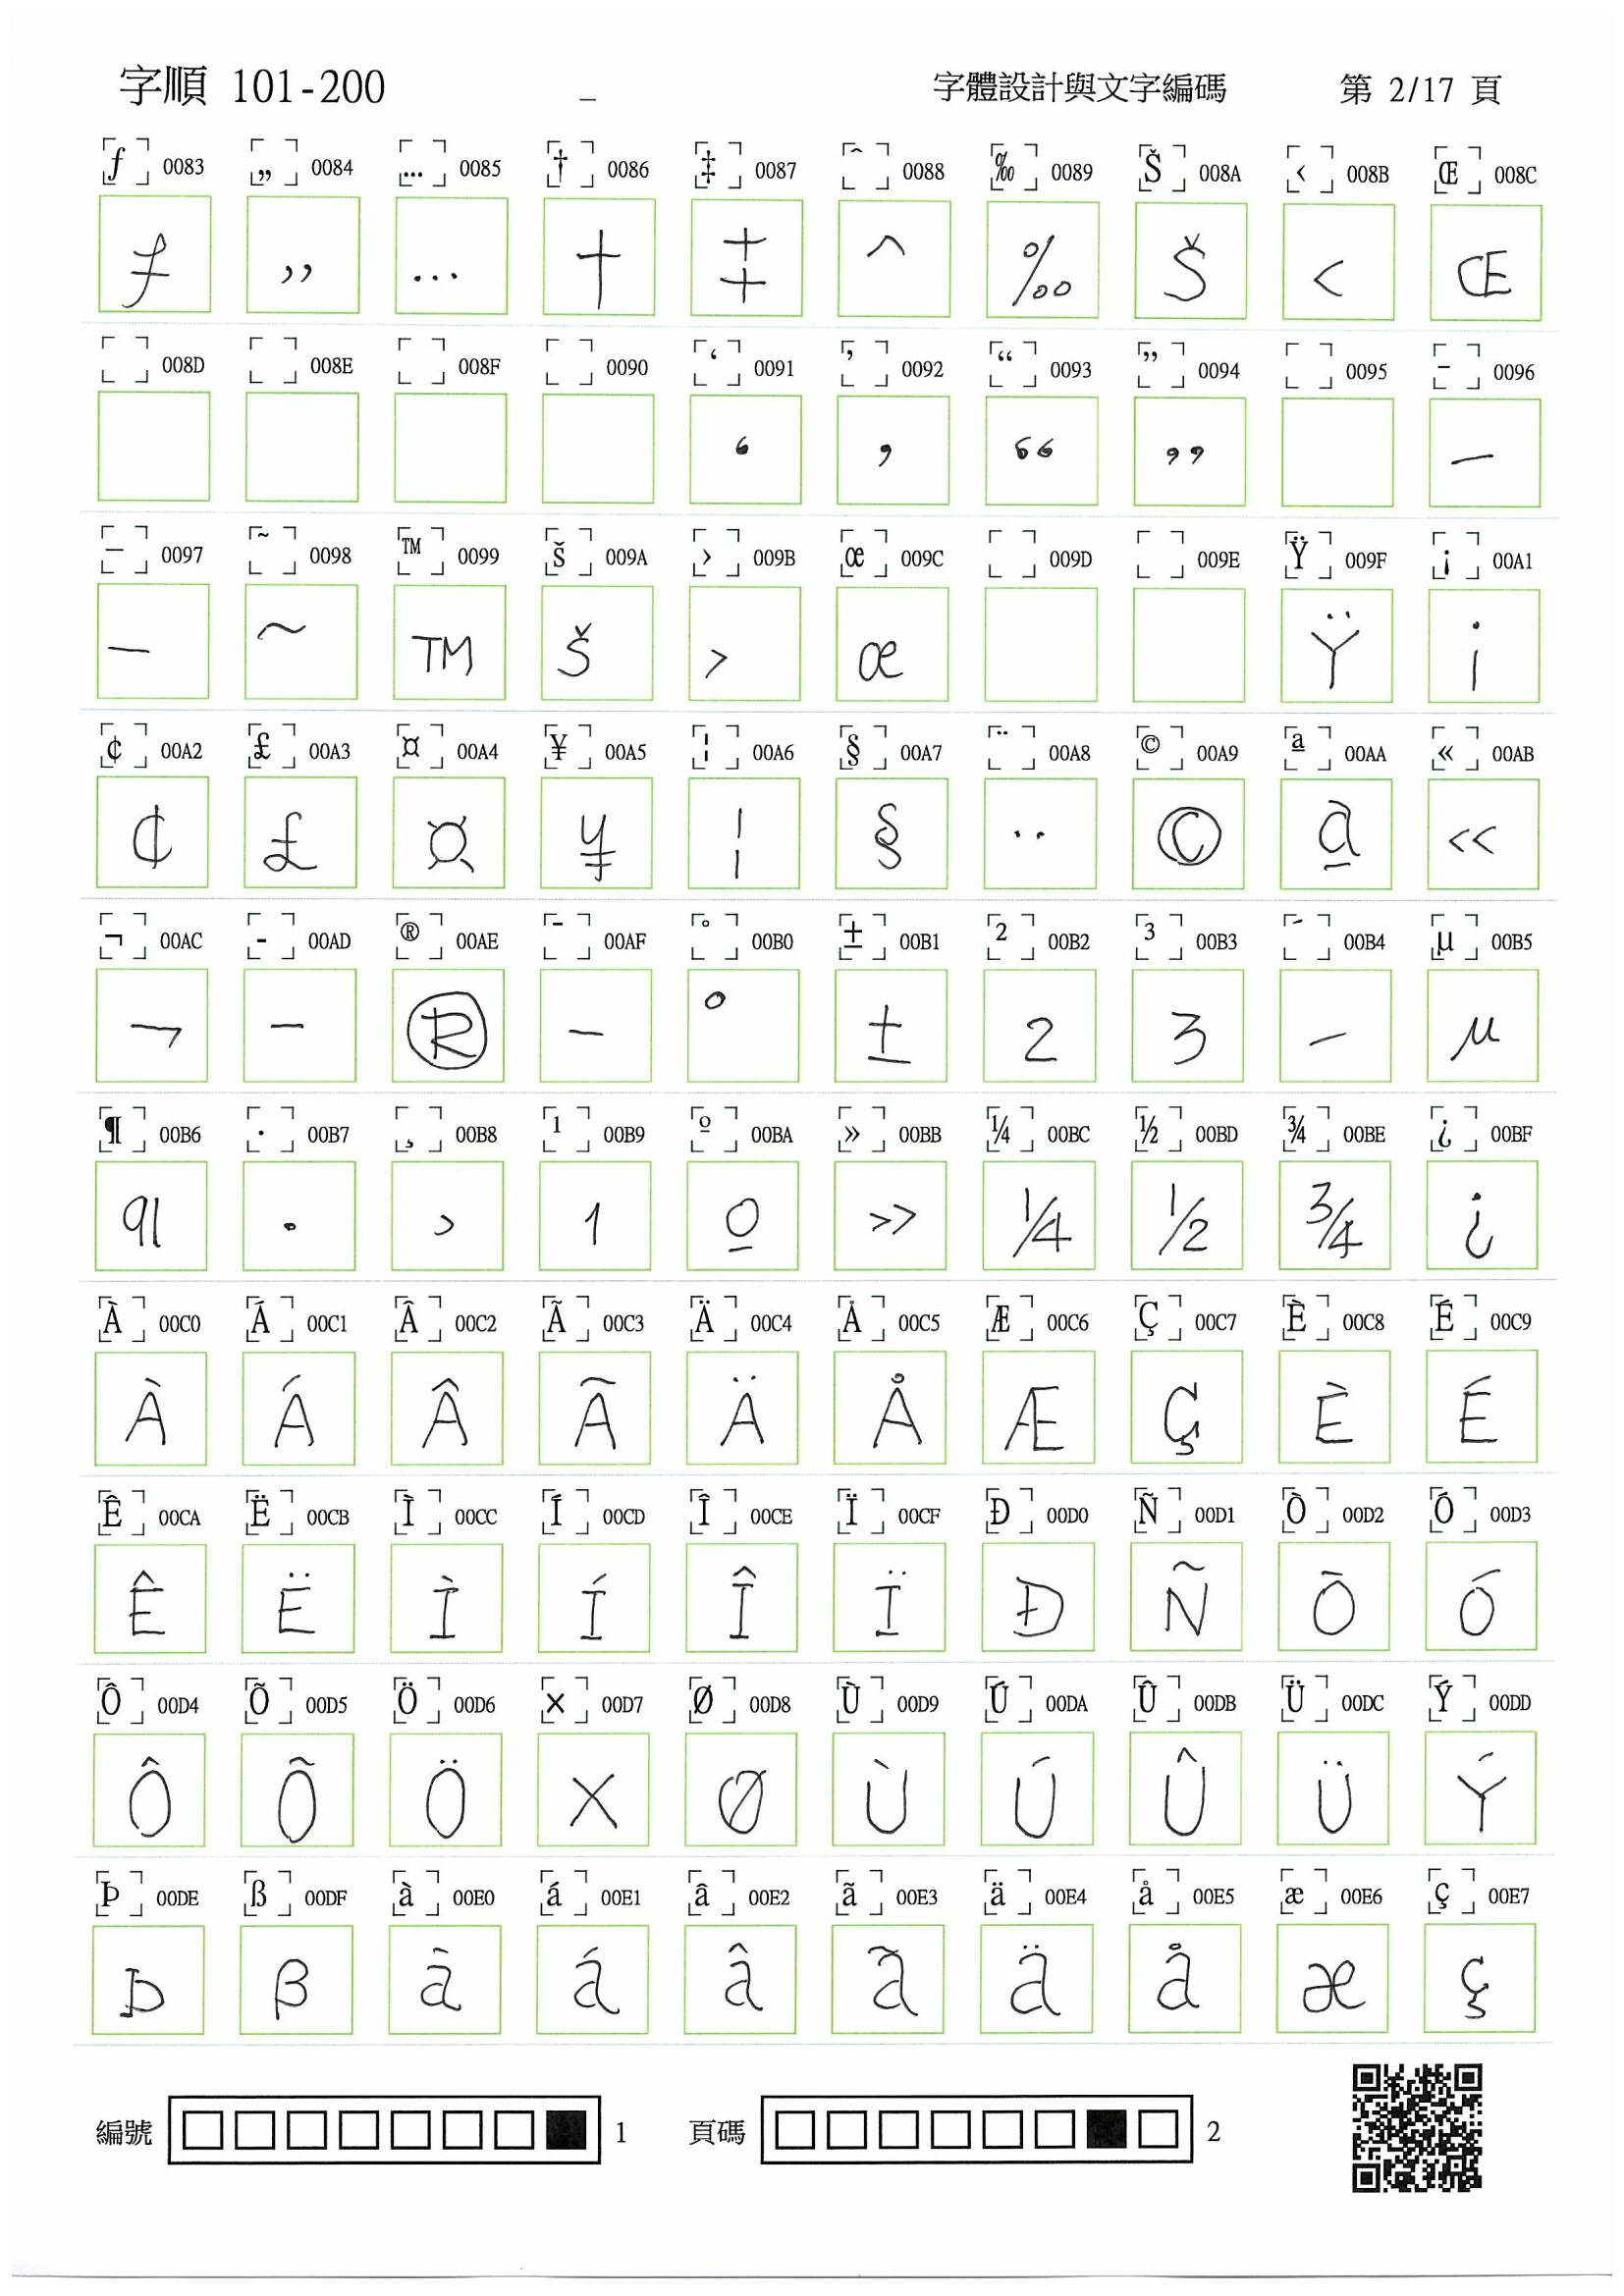 字順 101-200 _ 字體設計與文字編碼 第 2/17 頁
ƒ 0083 „ 0084 … 0085 † 0086 ‡ 0087 ˆ 0088 ‰ 0089 Š 008A ‹ 008B Œ 008C
ƒ ,, … † ‡ ^ ‰ Š < Œ
008D 008E 008F 0090 ‘ 0091 ’ 0092 “ 0093 ” 0094 0095 – 0096
‘ ’ “ ” –
— 0097 ˜ 0098 ™ 0099 š 009A › 009B œ 009C 009D 009E Ÿ 009F ¡ 00A1
— ~ TM š > œ Ÿ ¡
¢ 00A2 £ 00A3 ¤ 00A4 ¥ 00A5 ¦ 00A6 § 00A7 ¨ 00A8 © 00A9 ª 00AA « 00AB
¢ £ ¤ ¥ ¦ § ¨ © ª <<
¬ 00AC - 00AD ® 00AE ¯ 00AF ° 00B0 ± 00B1 ² 00B2 ³ 00B3 ´ 00B4 µ 00B5
¬ - ® – ° ± 2 3 ´ µ
¶ 00B6 · 00B7 ¸ 00B8 ¹ 00B9 º 00BA » 00BB ¼ 00BC ½ 00BD ¾ 00BE ¿ 00BF
¶ · ¸ 1 º >> ¼ ½ ¾ ¿
À 00C0 Á 00C1 Â 00C2 Ã 00C3 Ä 00C4 Å 00C5 Æ 00C6 Ç 00C7 È 00C8 É 00C9
À Á Â Ã Ä Å Æ Ç È É
Ê 00CA Ë 00CB Ì 00CC Í 00CD Î 00CE Ï 00CF Ð 00D0 Ñ 00D1 Ò 00D2 Ó 00D3
Ê Ë Ì Í Î Ï Ð Ñ Ò Ó
Ô 00D4 Õ 00D5 Ö 00D6 × 00D7 Ø 00D8 Ù 00D9 Ú 00DA Û 00DB Ü 00DC Ý 00DD
Ô Õ Ö × Ø Ù Ú Û Ü Ý
Þ 00DE ß 00DF à 00E0 á 00E1 â 00E2 ã 00E3 ä 00E4 å 00E5 æ 00E6 ç 00E7
Þ ß à á â ã ä å æ ç
編號 1 頁碼 2